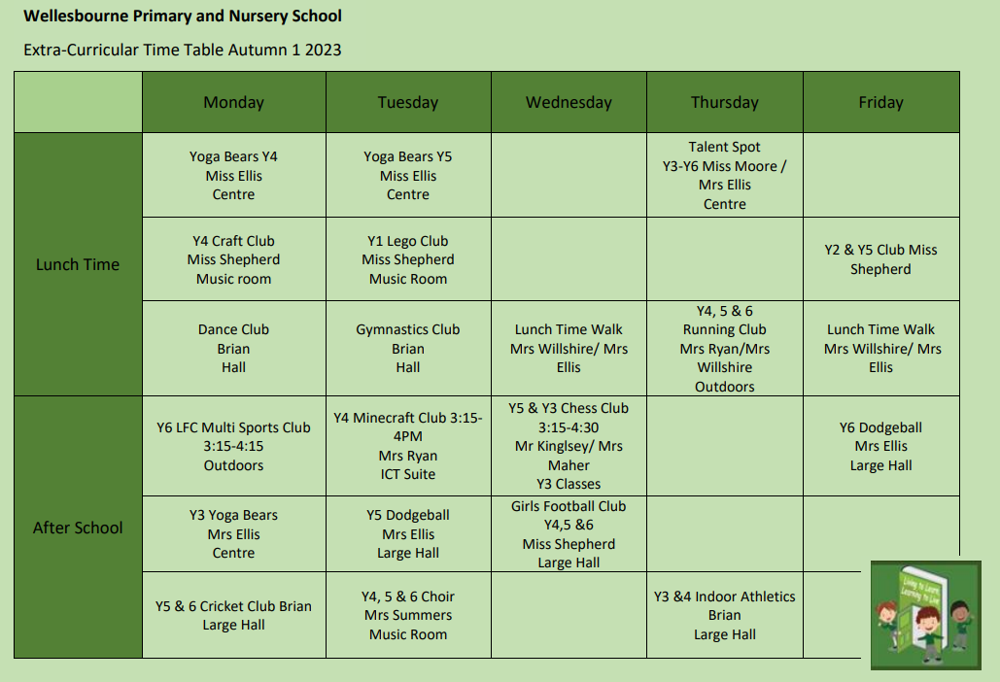 Wellesbourne Primary and Nursery School
Extra-Curricular Time Table Autumn 1 2023
Monday
Tuesday
Wednesday
Thursday
Friday
Lunch Time
Yoga Bears Y4
Miss Ellis
Centre
Yoga Bears Y5
Miss Ellis
Centre
Talent Spot
Y3-Y6 Miss Moore /
Mrs Ellis
Centre
Y4 Craft Club
Miss Shepherd
Music room
Y1 Lego Club
Miss Shepherd
Music Room
Y2 & Y5 Club Miss
Shepherd
Dance Club
Brian
Hall
Gymnastics Club
Brian
Hall
Lunch Time Walk
Mrs Willshire/ Mrs
Ellis
Y4, 5 & 6
Running Club
Mrs Ryan/Mrs
Willshire
Outdoors
Lunch Time Walk
Mrs Willshire/ Mrs
Ellis
After School
Y6 LFC Multi Sports Club
3:15-4:15
Outdoors
Y4 Minecraft Club 3:15-
4PM
Mrs Ryan
ICT Suite
Y5 & Y3 Chess Club
3:15-4:30
Mr Kinglsey/ Mrs
Maher
Y3 Classes
Y6 Dodgeball
Mrs Ellis
Large Hall
Y3 Yoga Bears
Mrs Ellis
Centre
Y5 Dodgeball
Mrs Ellis
Large Hall
Girls Football Club
Y4,5 &6
Miss Shepherd
Large Hall
Y5 & 6 Cricket Club Brian
Large Hall
Y4, 5 & 6 Choir
Mrs Summers
Music Room
Y3 &4 Indoor Athletics
Brian
Large Hall
Living to Learn,
Learning to Live